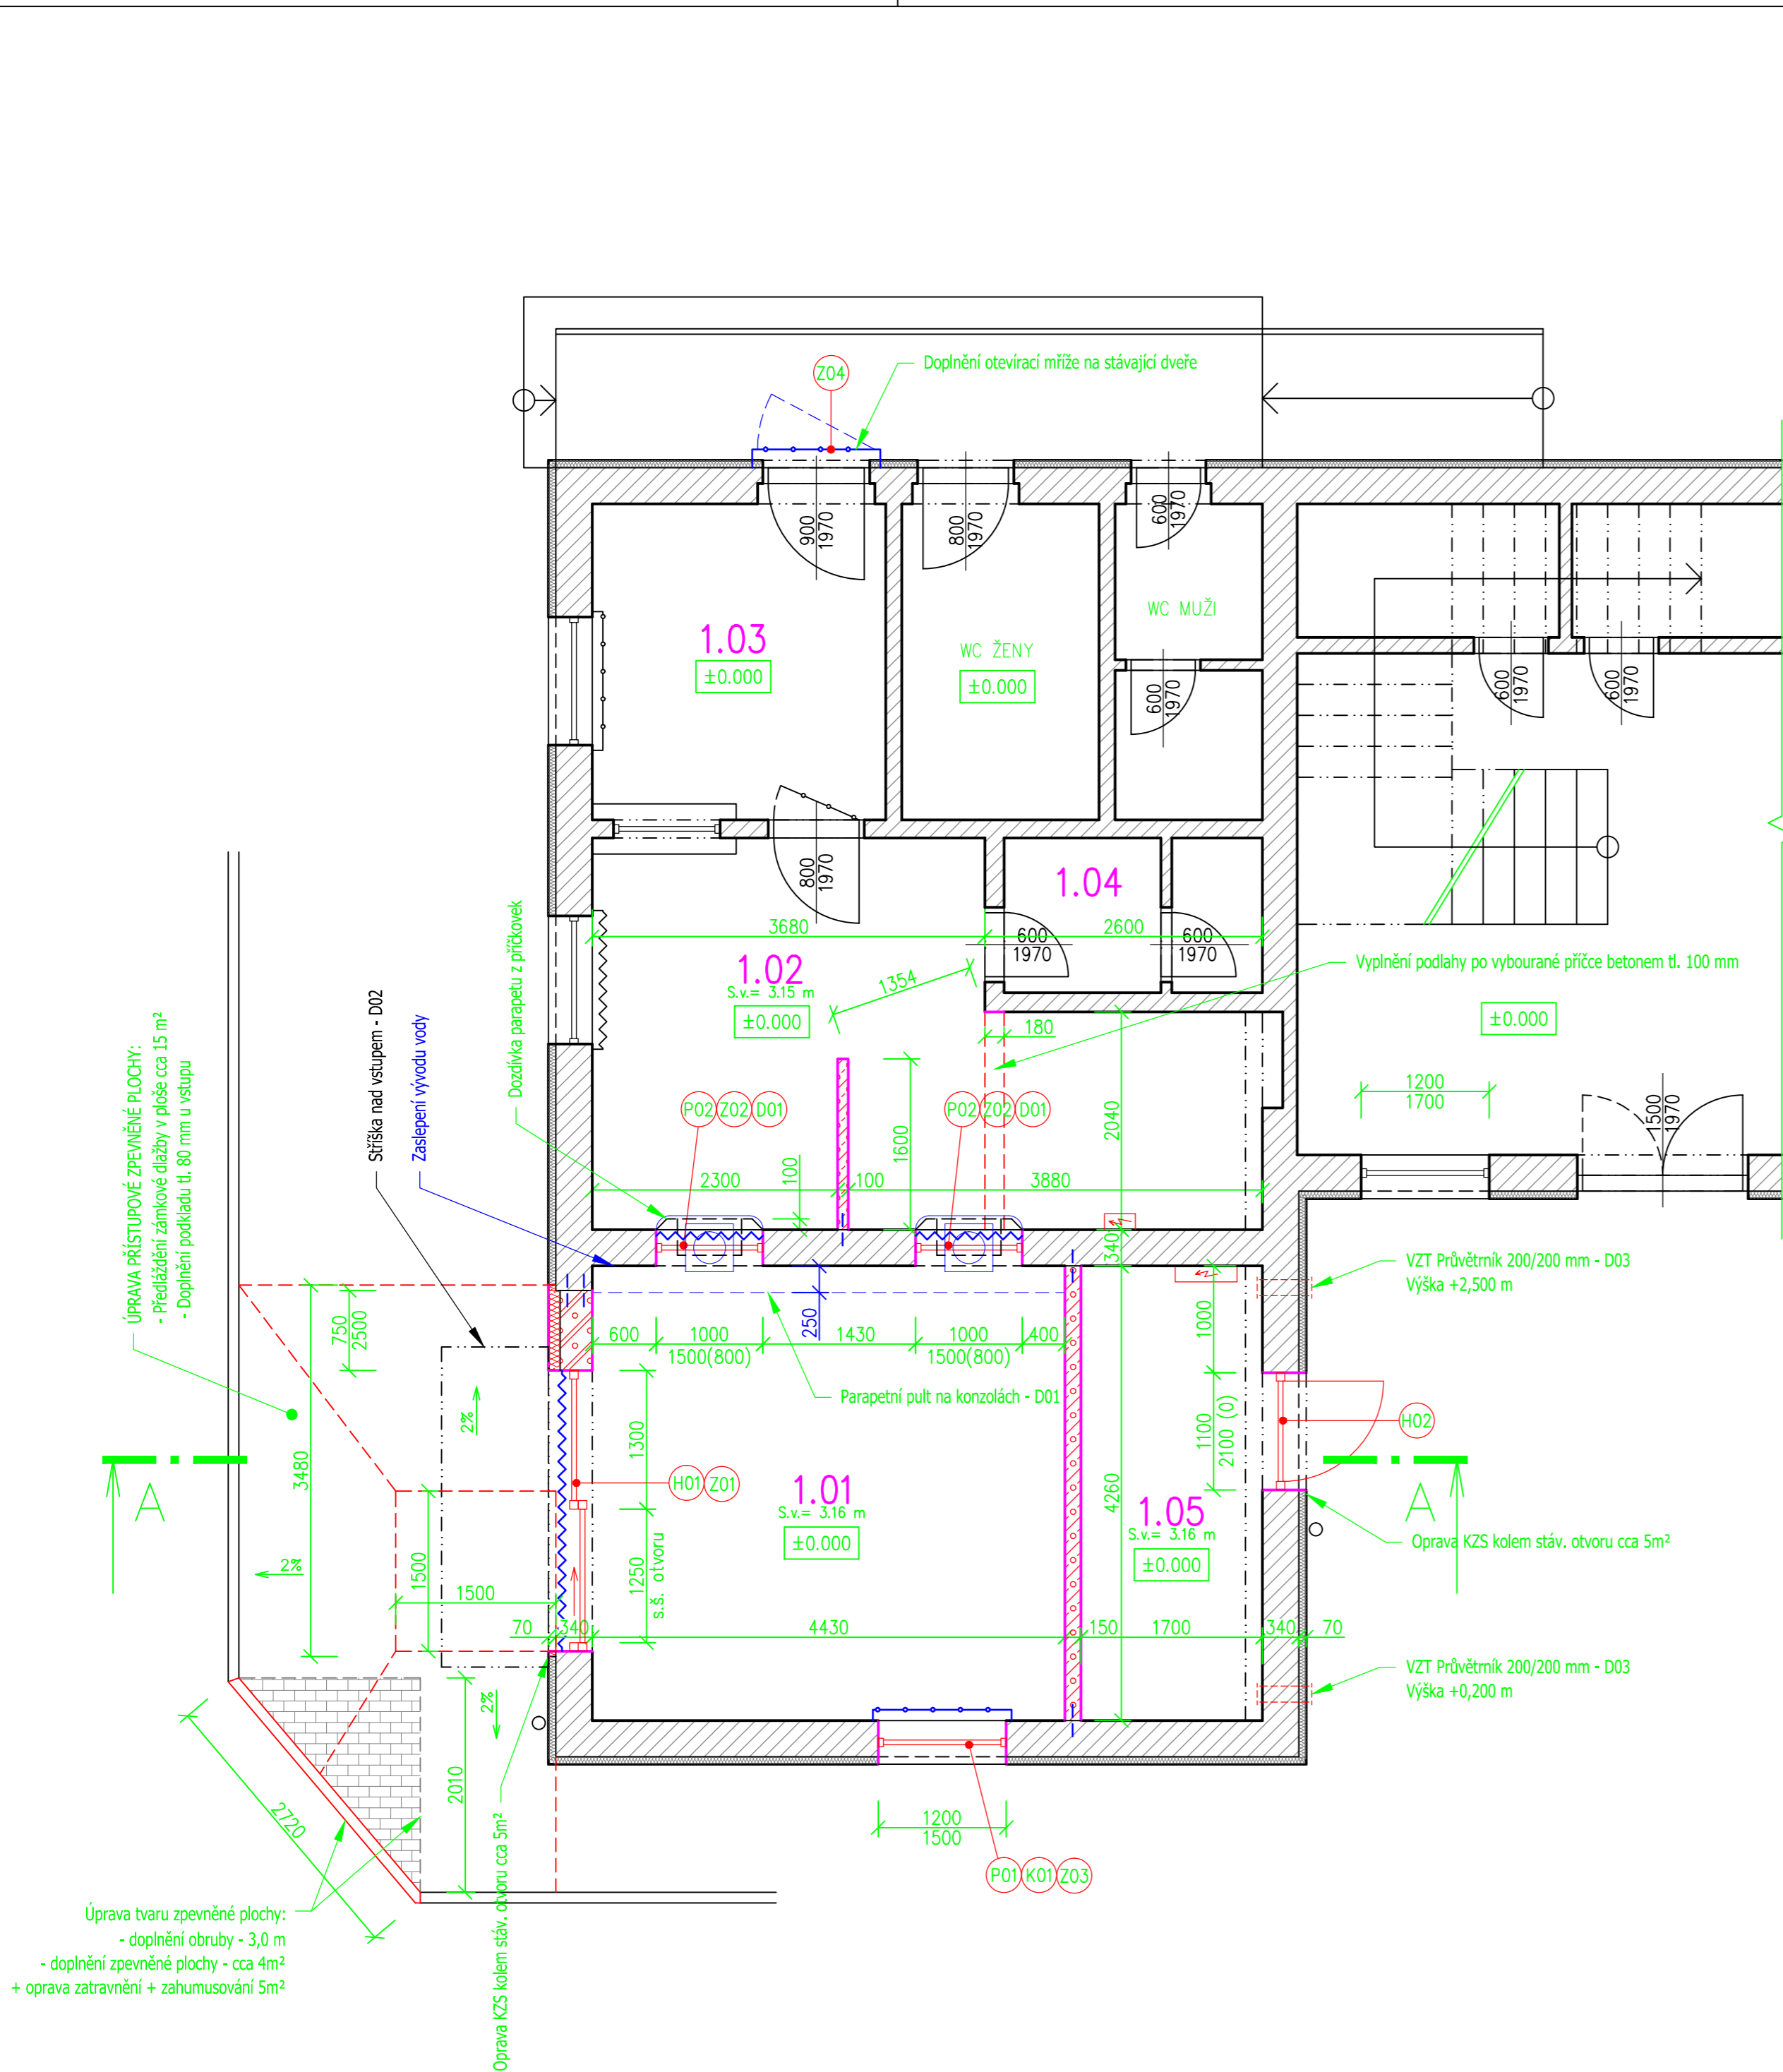 Z04
Doplnění otevírací mříže na stávající dveře
900
1970
800
1970
600
1970
WC MUŽI
1.03
±0.000
WC ŽENY
±0.000
600
1970
600
1970
600
1970
800
1970
1.04
3680
600
1970
2600
600
1970
1.02
S.v.= 3.15 m
±0.000
1354
Vyplnění podlahy po vybourané příčce betonem tl. 100 mm
±0.000
180
Dozdívka parapetu z příčkovek
Zaslepení vývodu vody
Stříška nad vstupem - D02
ÚPRAVA PŘÍSTUPOVÉ ZPEVNĚNÉ PLOCHY:
- Předláždění zámkové dlažby v ploše cca 15 m²
- Doplnění podkladu tl. 80 mm u vstupu
P02 Z02 D01
P02 Z02 D01
1200
1700
1500
1970
2040
1600
100
2300
100
3880
340
VZT Průvětrník 200/200 mm - D03
Výška +2,500 m
750
2500
250
600
1000
1500(800)
1430
1000
1500(800)
400
1000
Parapetní pult na konzolách - D01
2%
3480
1300
1100
2100 (0)
H02
H01 Z01
A
A
1.01
S.v.= 3.16 m
±0.000
4260
1.05
S.v.= 3.16 m
±0.000
Oprava KZS kolem stáv. otvoru cca 5m²
2%
1500
1500
1250
s.š. otvoru
70
340
4430
150
1700
340
70
VZT Průvětrník 200/200 mm - D03
Výška +0,200 m
2%
2010
2720
1200
1500
P01 K01 Z03
Oprava KZS kolem stáv. otvoru cca 5m²
Úprava tvaru zpevněné plochy:
- doplnění obruby - 3,0 m
- doplnění zpevněné plochy - cca 4m²
+ oprava zatravnění + zahumusování 5m²